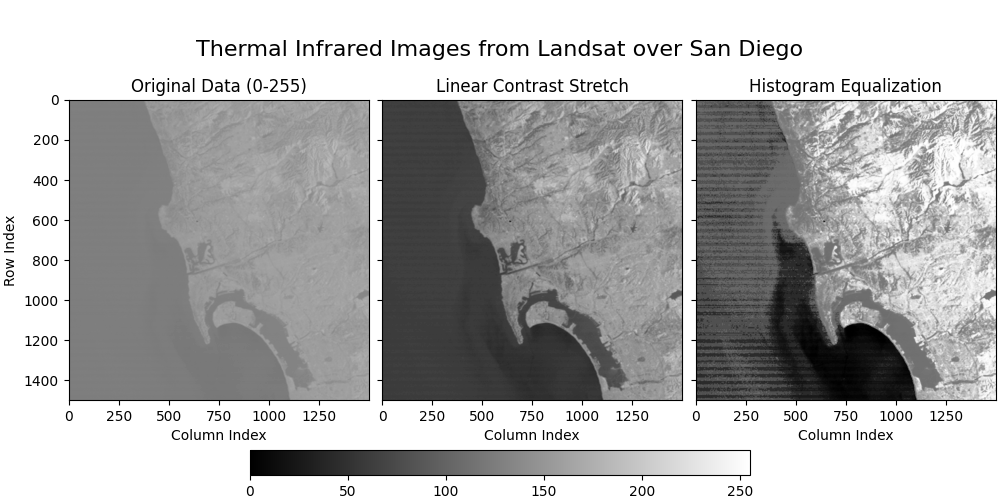 Thermal Infrared Images from Landsat over San Diego
Original Data (0-255)
Linear Contrast Stretch
Histogram Equalization
0
200
400
600
800
1000
1200
1400
Row Index
0 250 500 750 1000 1250
0 250 500 750 1000 1250
0 250 500 750 1000 1250
Column Index
Column Index
Column Index
0 50 100 150 200 250